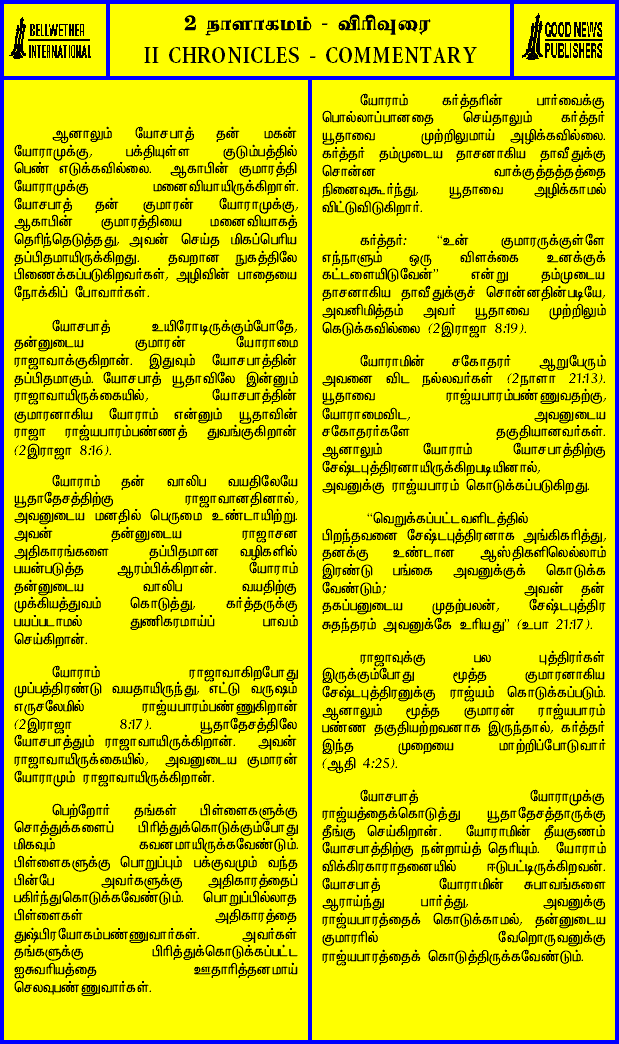 BELLWETHER
INTERNATIONAL
2 நாளாகமம் - விரிவுரை
II CHRONICLES - COMMENTARY
GOOD NEWS
PUBLISHERS
ஆனாலும் யோசபாத் தன் மகன்
யோராமுக்கு, பக்தியுள்ள குடும்பத்தில்
பெண் எடுக்கவில்லை. ஆகாபின் குமாரத்தி
யோராமுக்கு மனைவியாயிருக்கிறாள்.
யோசபாத் தன் குமாரன் யோராமுக்கு,
ஆகாபின் குமாரத்தியை மனைவியாகத்
தெரிந்தெடுத்தது, அவன் செய்த மிகப்பெரிய
தப்பிதமாயிருக்கிறது. தவறான நுகத்திலே
பிணைக்கப்படுகிறவர்கள், அழிவின் பாதையை
நோக்கிப் போவார்கள்.
யோசபாத் உயிரோடிருக்கும்போதே,
தன்னுடைய குமாரன் யோராமை
ராஜாவாக்குகிறான். இதுவும் யோசபாத்தின்
தப்பிதமாகும். யோசபாத் யூதாவிலே இன்னும்
ராஜாவாயிருக்கையில், யோசபாத்தின்
குமாரனாகிய யோராம் என்னும் யூதாவின்
ராஜா ராஜ்யபாரம்பண்ணத் துவங்குகிறான்
(2இராஜா 8:16).
யோராம் தன் வாலிப வயதிலேயே
யூதாதேசத்திற்கு ராஜாவானதினால்,
அவனுடைய மனதில் பெருமை உண்டாயிற்று.
அவன் தன்னுடைய ராஜாசன
அதிகாரங்களை தப்பிதமான வழிகளில்
பயன்படுத்த ஆரம்பிக்கிறான். யோராம்
தன்னுடைய வாலிப வயதிற்கு
முக்கியத்துவம் கொடுத்து, கர்த்தருக்கு
பயப்படாமல் துணிகரமாய்ப் பாவம்
செய்கிறான்.
யோராம் ராஜாவாகிறபோது
முப்பத்திரண்டு வயதாயிருந்து, எட்டு வருஷம்
எருசலேமில் ராஜ்யபாரம்பண்ணுகிறான்
(2இராஜா 8:17). யூதாதேசத்திலே
யோசபாத்தும் ராஜாவாயிருக்கிறான். அவன்
ராஜாவாயிருக்கையில், அவனுடைய குமாரன்
யோராமும் ராஜாவாயிருக்கிறான்.
பெற்றோர் தங்கள் பிள்ளைகளுக்கு
சொத்துக்களைப் பிரித்துக்கொடுக்கும்போது
மிகவும் கவனமாயிருக்கவேண்டும்.
பிள்ளைகளுக்கு பொறுப்பும் பக்குவமும் வந்த
பின்பே அவர்களுக்கு அதிகாரத்தைப்
பகிர்ந்துகொடுக்கவேண்டும். பொறுப்பில்லாத
பிள்ளைகள் அதிகாரத்தை
துஷ்பிரயோகம்பண்ணுவார்கள். அவர்கள்
தங்களுக்கு பிரித்துக்கொடுக்கப்பட்ட
ஐசுவரியத்தை ஊதாரித்தனமாய்
செலவுபண்ணுவார்கள்.
யோராம் கர்த்தரின் பார்வைக்கு
பொல்லாப்பானதை செய்தாலும் கர்த்தர்
யூதாவை முற்றிலுமாய் அழிக்கவில்லை.
கர்த்தர் தம்முடைய தாசனாகிய தாவீதுக்கு
சொன்ன வாக்குத்தத்தத்தை
நினைவுகூர்ந்து, யூதாவை அழிக்காமல்
விட்டுவிடுகிறார்.
கர்த்தர்: “உன் குமாரருக்குள்ளே
எந்நாளும் ஒரு விளக்கை உனக்குக்
கட்டளையிடுவேன்” என்று தம்முடைய
தாசனாகிய தாவீதுக்குச் சொன்னதின்படியே,
அவனிமித்தம் அவர் யூதாவை முற்றிலும்
கெடுக்கவில்லை (2இராஜா 8:19).
யோராமின் சகோதரர் ஆறுபேரும்
அவனை விட நல்லவர்கள் (2நாளா 21:13).
யூதாவை ராஜ்யபாரம்பண்ணுவதற்கு,
யோராமைவிட, அவனுடைய
சகோதரர்களே தகுதியானவர்கள்.
ஆனாலும் யோராம் யோசபாத்திற்கு
சேஷ்டபுத்திரனாயிருக்கிறபடியினால்,
அவனுக்கு ராஜ்யபாரம் கொடுக்கப்படுகிறது.
“வெறுக்கப்பட்டவளிடத்தில்
பிறந்தவனை சேஷ்டபுத்திரனாக அங்கிகரித்து,
தனக்கு உண்டான ஆஸ்திகளிலெல்லாம்
இரண்டு பங்கை அவனுக்குக் கொடுக்க
வேண்டும்; அவன் தன்
தகப்பனுடைய முதற்பலன், சேஷ்டபுத்திர
சுதந்தரம் அவனுக்கே உரியது” (உபா 21:17).
ராஜாவுக்கு பல புத்திரர்கள்
இருக்கும்போது மூத்த குமாரனாகிய
சேஷ்டபுத்திரனுக்கு ராஜ்யம் கொடுக்கப்படும்.
ஆனாலும் மூத்த குமாரன் ராஜ்யபாரம்
பண்ண தகுதியற்றவனாக இருந்தால், கர்த்தர்
இந்த முறையை மாற்றிப்போடுவார்
(ஆதி 4:25).
யோசபாத் யோராமுக்கு
ராஜ்யத்தைக்கொடுத்து யூதாதேசத்தாருக்கு
தீங்கு செய்கிறான். யோராமின் தீயகுணம்
யோசபாத்திற்கு நன்றாய்த் தெரியும். யோராம்
விக்கிரகாராதனையில் ஈடுபட்டிருக்கிறவன்.
யோசபாத் யோராமின் சுபாவங்களை
ஆராய்ந்து பார்த்து, அவனுக்கு
ராஜ்யபாரத்தைக் கொடுக்காமல், தன்னுடைய
குமாரரில் வேறொருவனுக்கு
ராஜ்யபாரத்தைக் கொடுத்திருக்கவேண்டும்.